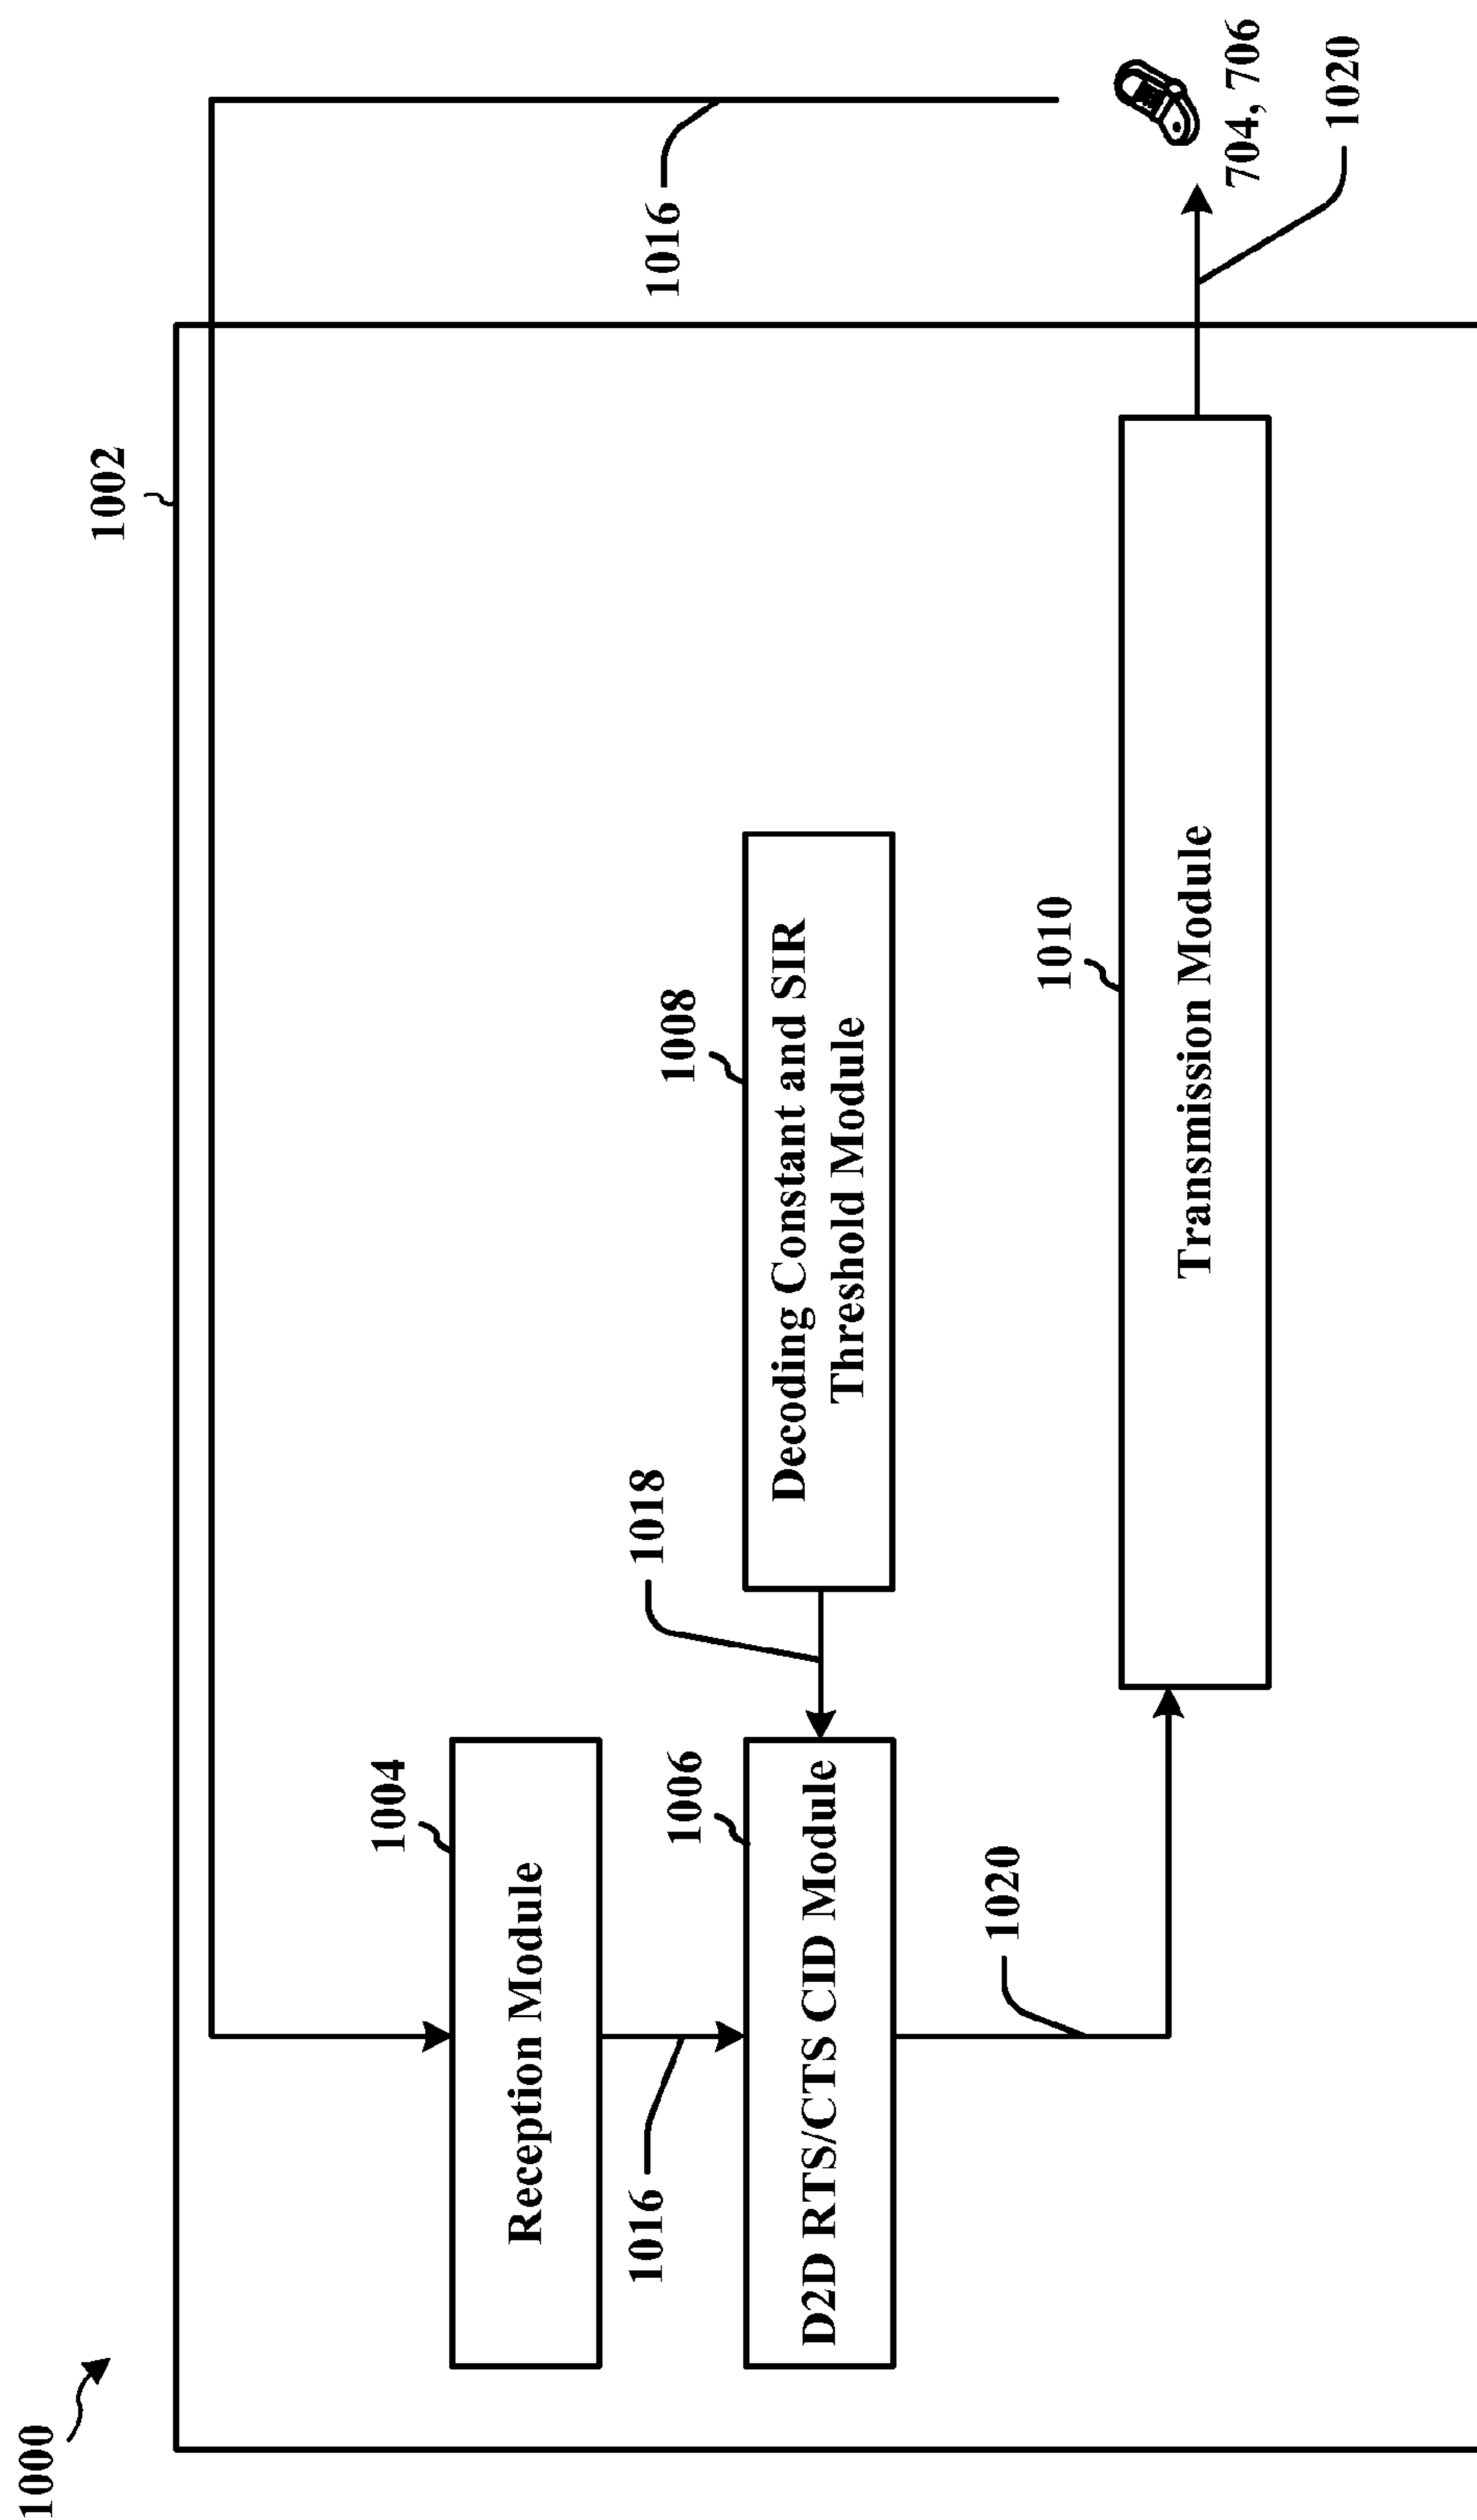 1000
1002
1016
Reception Module
1004
1016
D2D RTS/CTS CID Module
1006
1018
Decoding Constant and SIR
Threshold Module
1008
1020
Transmission Module
1010
704, 706
1020